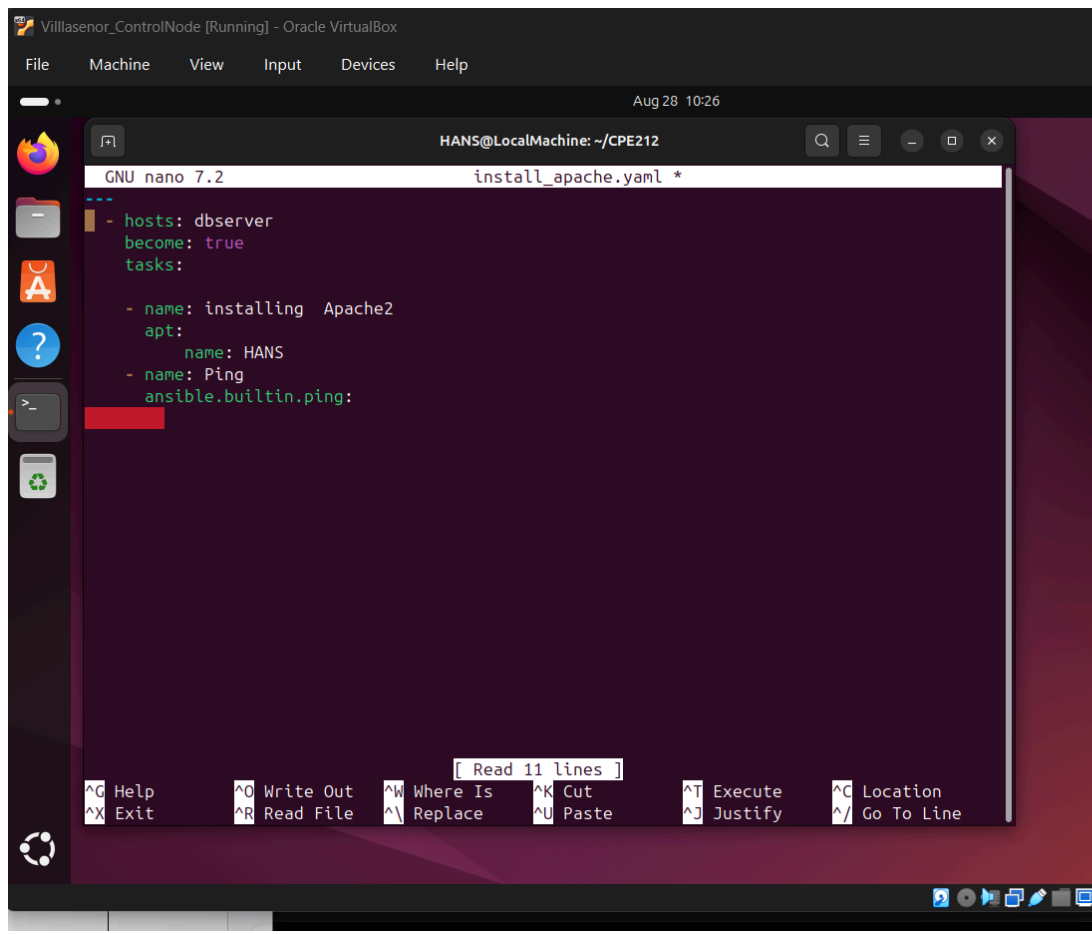 Villlasenor_ControlNode [Running] - Oracle VirtualBox
File Machine View Input Devices Help
Aug 28 10:26
HANS@LocalMachine: ~/CPE212
GNU nano 7.2 install_apache.yaml *
---
- hosts: dbserver
become: true
tasks:
- name: installing  Apache2
apt:
name: HANS
- name: Ping
ansible.builtin.ping:
[ Read 11 lines ]
^G Help ^O Write Out ^W Where Is ^K Cut ^T Execute ^C Location
^X Exit ^R Read File ^\ Replace ^U Paste ^J Justify ^/ Go To Line